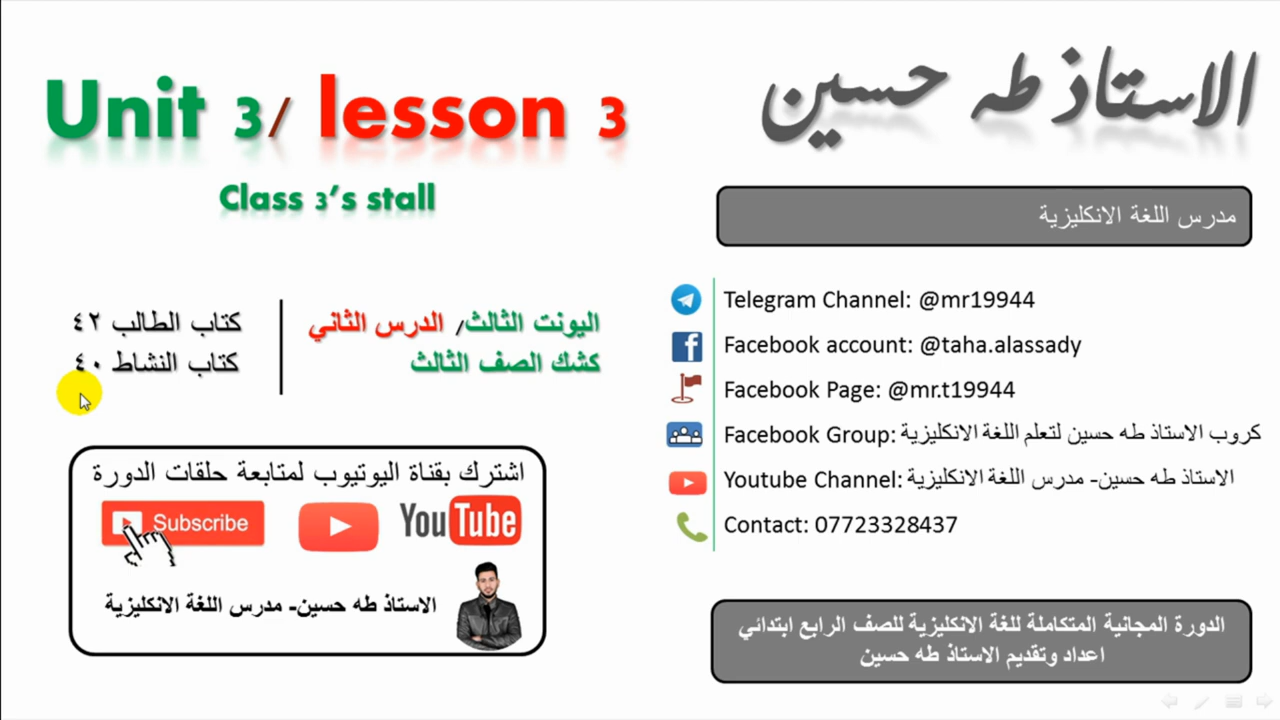 Unit 3/ lesson 3
Class 3's stall
اليونت الثالث/ الدرس الثاني
كشك الصف الثالث
كتاب الطالب ٤٢
كتاب النشاط ٤٠
اشترك بقناة اليوتيوب لمتابعة حلقات الدورة
Subscribe
YouTube
الاستاذ طه حسين- مدرس اللغة الانكليزية
الاستاذ طه حسين
مدرس اللغة الانكليزية
Telegram Channel: @mr19944
Facebook account: @taha.alassady
Facebook Page: @mr.t19944
Facebook Group: كروب الاستاذ طه حسين لتعلم اللغة الانكليزية
Youtube Channel: الاستاذ طه حسين- مدرس اللغة الانكليزية
Contact: 07723328437
الدورة المجانية المتكاملة للغة الانكليزية للصف الرابع ابتدائي
اعداد وتقديم الاستاذ طه حسين